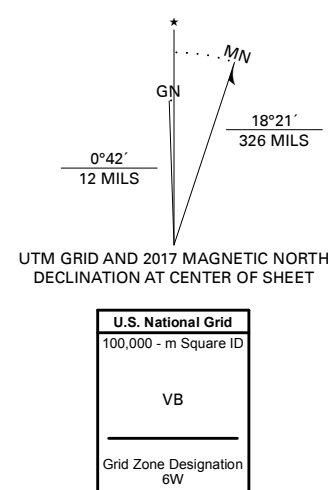 ★
MN
GN
18°21´
326 MILS
0°42´
12 MILS
UTM GRID AND 2017 MAGNETIC NORTH
DECLINATION AT CENTER OF SHEET
U.S. National Grid
100,000 - m Square ID
VB
Grid Zone Designation
6W